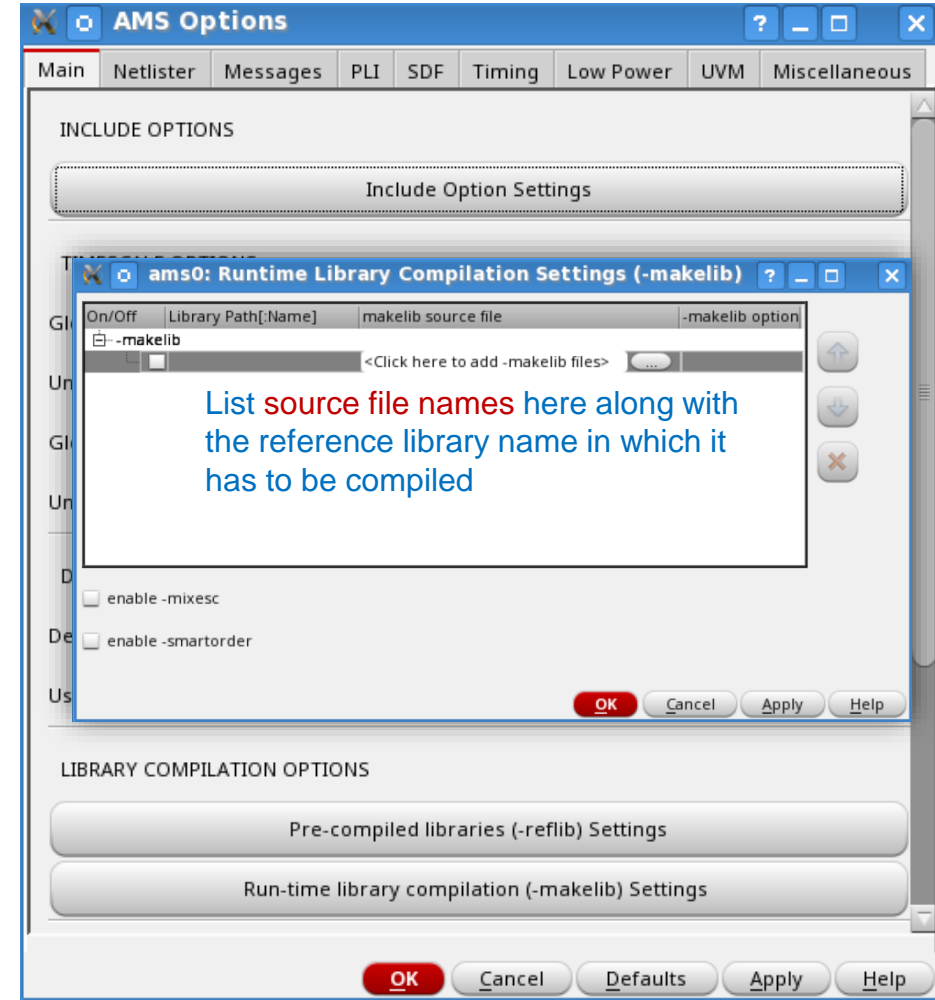 AMS Options
Main Netlister Messages PLI SDF Timing Low Power UVM Miscellaneous
INCLUDE OPTIONS
Include Option Settings
ams0: Runtime Library Compilation Settings (-makelib)
On/Off Library Path[:Name] makelib source file -makelib option
-makelib
<Click here to add -makelib files> ...
List source file names here along with
the reference library name in which it
has to be compiled
enable -mixesc
enable -smartorder
OK Cancel Apply Help
LIBRARY COMPILATION OPTIONS
Pre-compiled libraries (-reflib) Settings
Run-time library compilation (-makelib) Settings
OK Cancel Defaults Apply Help